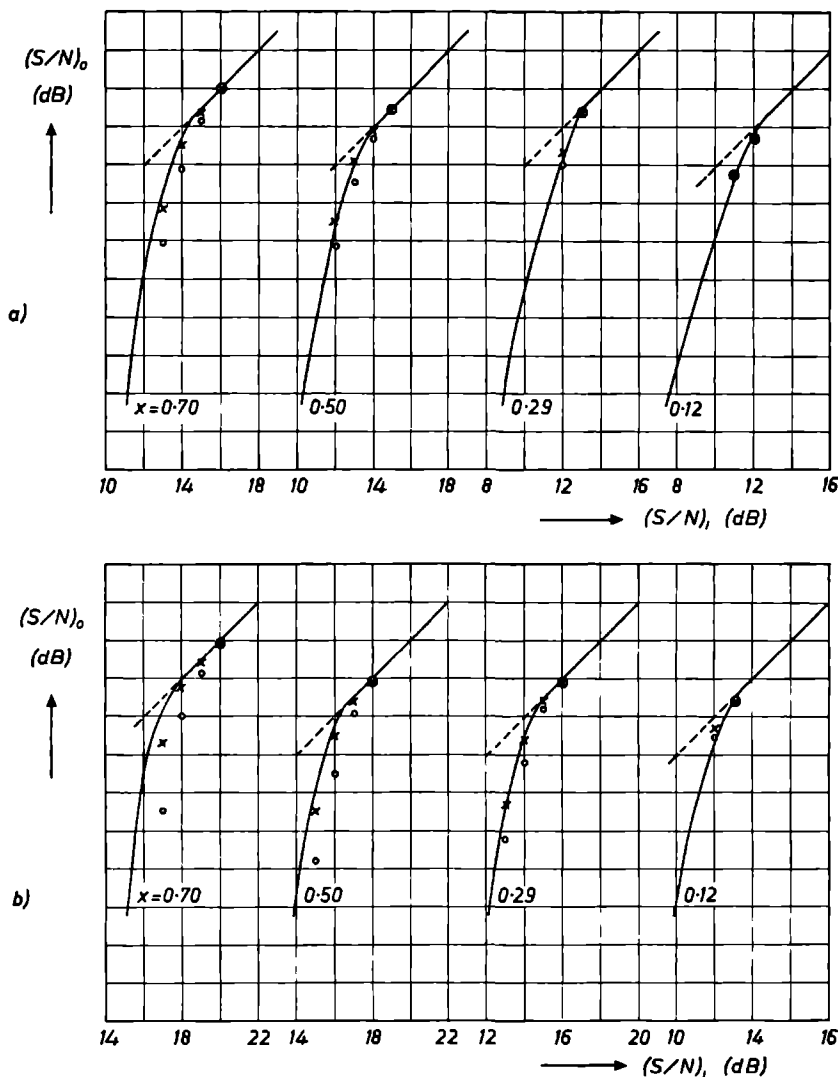 (S/N)₀
(dB)
a)
x=0·70
0·50
0·29
0·12
10 14 18 10 14 18 8 12 16 8 12 16
(S/N)ᵢ (dB)
(S/N)₀
(dB)
b)
x=0·70
0·50
0·29
0·12
14 18 22 14 18 22 12 16 20 10 14 16
(S/N)ᵢ (dB)